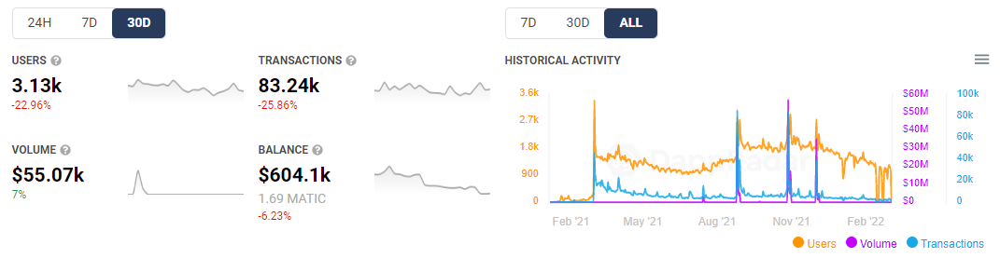 24H 7D 30D
USERS ?
3.13k
-22.96%
TRANSACTIONS ?
83.24k
-25.86%
VOLUME ?
$55.07k
7%
BALANCE ?
$604.1k
1.69 MATIC
-6.23%
7D 30D ALL
HISTORICAL ACTIVITY
3.6k $60M 100k
$50M 80k
2.7k
$40M
1.8k $30M 60k
$20M 40k
900
$10M 20k
0 $0 0
DappRadar
Feb '21 May '21 Aug '21 Nov '21 Feb '22
Users Volume Transactions